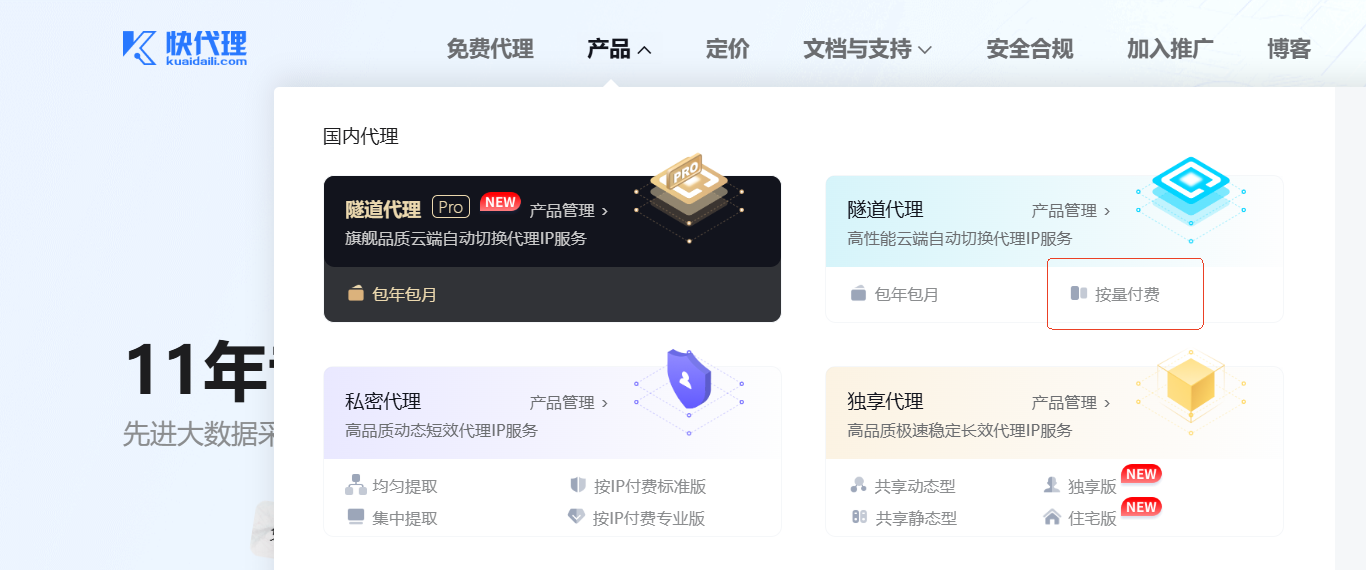 快代理
kuaidaili.com
免费代理 产品 定价 文档与支持 安全合规 加入推广 博客
国内代理
隧道代理 Pro NEW 产品管理 ›
旗舰品质云端自动切换代理IP服务
包年包月
隧道代理 产品管理 ›
高性能云端自动切换代理IP服务
包年包月 按量付费
私密代理 产品管理 ›
高品质动态短效代理IP服务
均匀提取 按IP付费标准版
集中提取 按IP付费专业版
独享代理 产品管理 ›
高品质极速稳定长效代理IP服务
共享动态型 独享版 NEW
共享静态型 住宅版 NEW
PRO
11年
先进大数据采